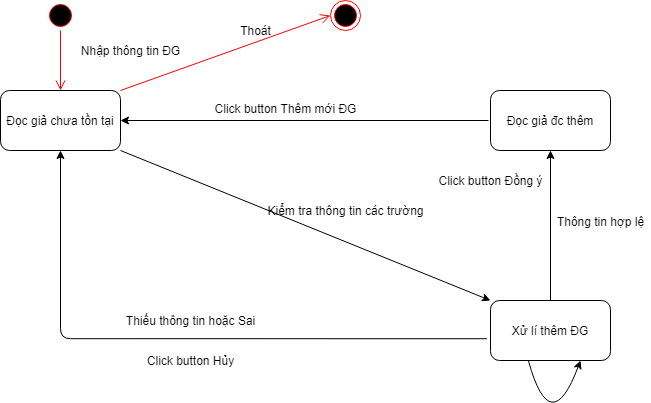 Thoát
Nhập thông tin ĐG
Click button Thêm mới ĐG
Đọc giả chưa tồn tại
Đọc giả đc thêm
Click button Đồng ý
Kiểm tra thông tin các trường
Thông tin hợp lệ
Thiếu thông tin hoặc Sai
Xử lí thêm ĐG
Click button Hủy